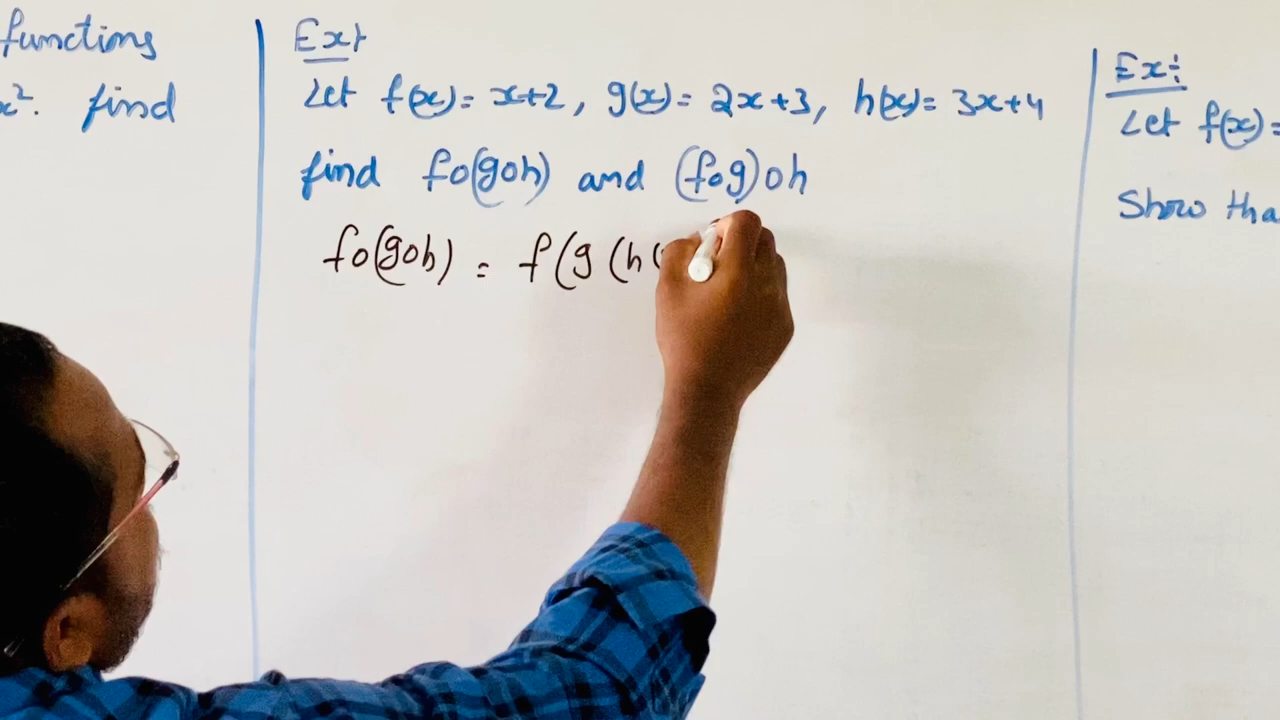 functions
x². find
Ex:
Let f(x) = x+2, g(x) = 2x+3, h(x) = 3x+4
find fo(goh) and (fog)oh
fo(goh) = f(g(h(
Ex:
Let f(x) =
Show tha